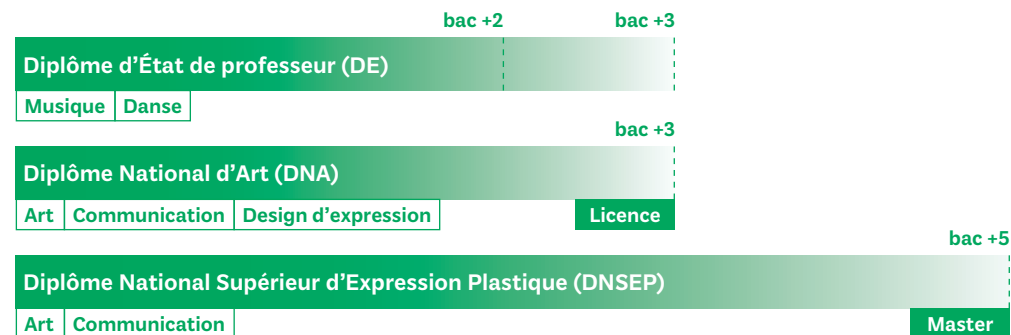 bac +2 bac +3
Diplôme d’État de professeur (DE)
Musique Danse
bac +3
Diplôme National d’Art (DNA)
Art Communication Design d’expression Licence
bac +5
Diplôme National Supérieur d’Expression Plastique (DNSEP)
Art Communication Master